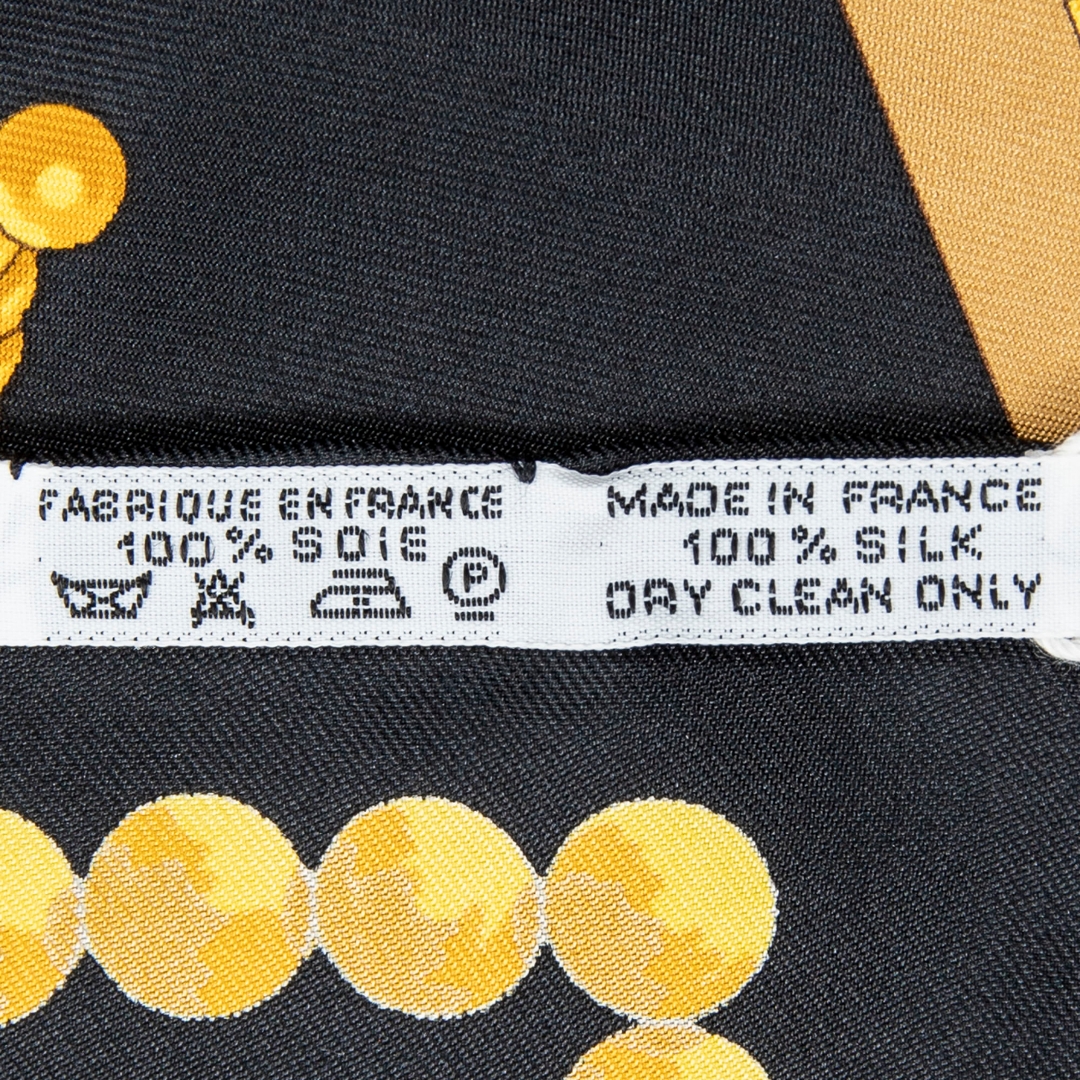 FABRIQUE EN FRANCE
100% SOIE
P
MADE IN FRANCE
100% SILK
DRY CLEAN ONLY